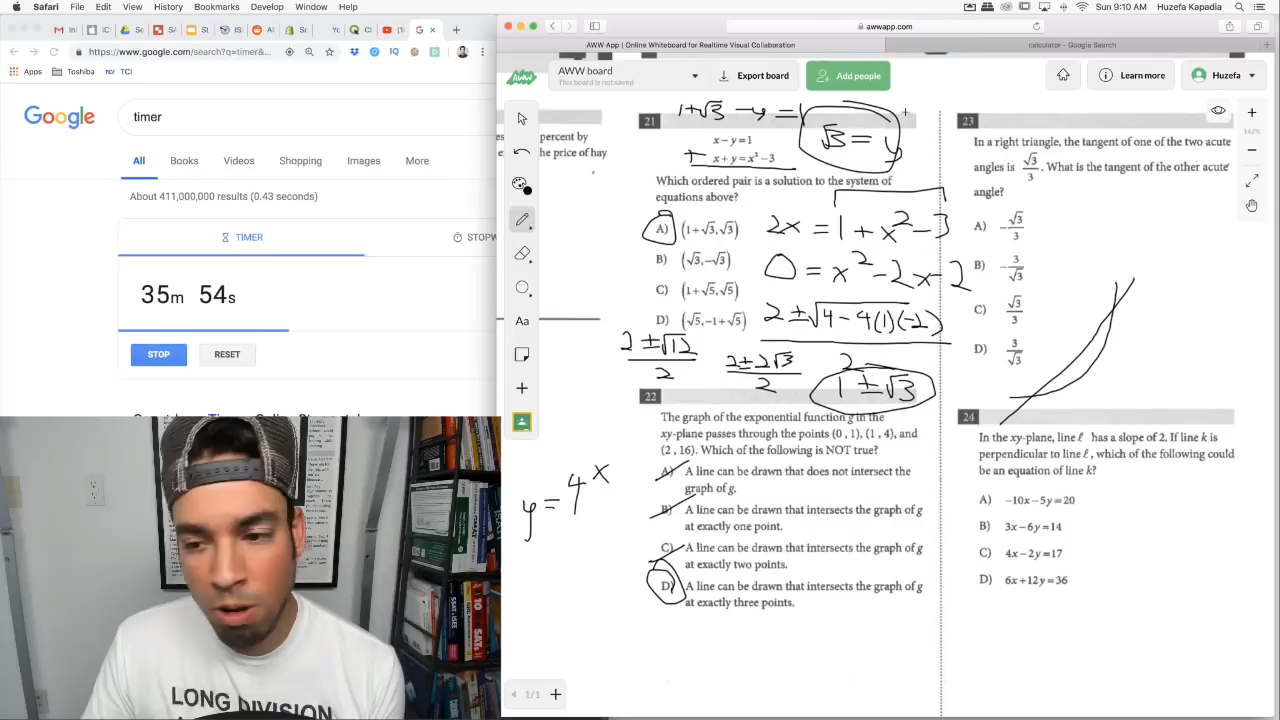 Safari File Edit View History Bookmarks Develop Window Help
Sun 9:10 AM Huzefa Kapadia
https://www.google.com/search?q=timer&...
Apps Toshiba TCI TCI
Google
timer
All Books Videos Shopping Images More
About 411,000,000 results (0.43 seconds)
TIMER STOPW
35m 54s
STOP RESET
LONG DIVISION
awwapp.com
AWW App | Online Whiteboard for Realtime Visual Collaboration
calculator - Google Search
AWW
AWW board
This board is not saved
Export board
Add people
Learn more
Huzefa
162%
Aa
1/1
percent by
the price of hay
1+√3 -y = 1
√3 = y
21
x − y = 1
+ x + y = x² − 3
Which ordered pair is a solution to the system of
equations above?
A) (1+√3,√3)
B) (√3,−√3)
C) (1+√5,√5)
D) (√5,−1+√5)
2x = 1 + x² - 3
0 = x² - 2x - 2
2 ± √4 - 4(1)(-2)
2
2 ± √12
2
2 ± 2√3
2
1 ± √3
22
The graph of the exponential function g in the
xy-plane passes through the points (0 , 1), (1 , 4), and
(2 , 16). Which of the following is NOT true?
A) A line can be drawn that does not intersect the
graph of g.
B) A line can be drawn that intersects the graph of g
at exactly one point.
C) A line can be drawn that intersects the graph of g
at exactly two points.
D) A line can be drawn that intersects the graph of g
at exactly three points.
y = 4^x
23
In a right triangle, the tangent of one of the two acute
angles is √3/3. What is the tangent of the other acute
angle?
A) −√3/3
B) −3/√3
C) √3/3
D) 3/√3
24
In the xy-plane, line ℓ has a slope of 2. If line k is
perpendicular to line ℓ, which of the following could
be an equation of line k?
A) −10x − 5y = 20
B) 3x − 6y = 14
C) 4x − 2y = 17
D) 6x + 12y = 36